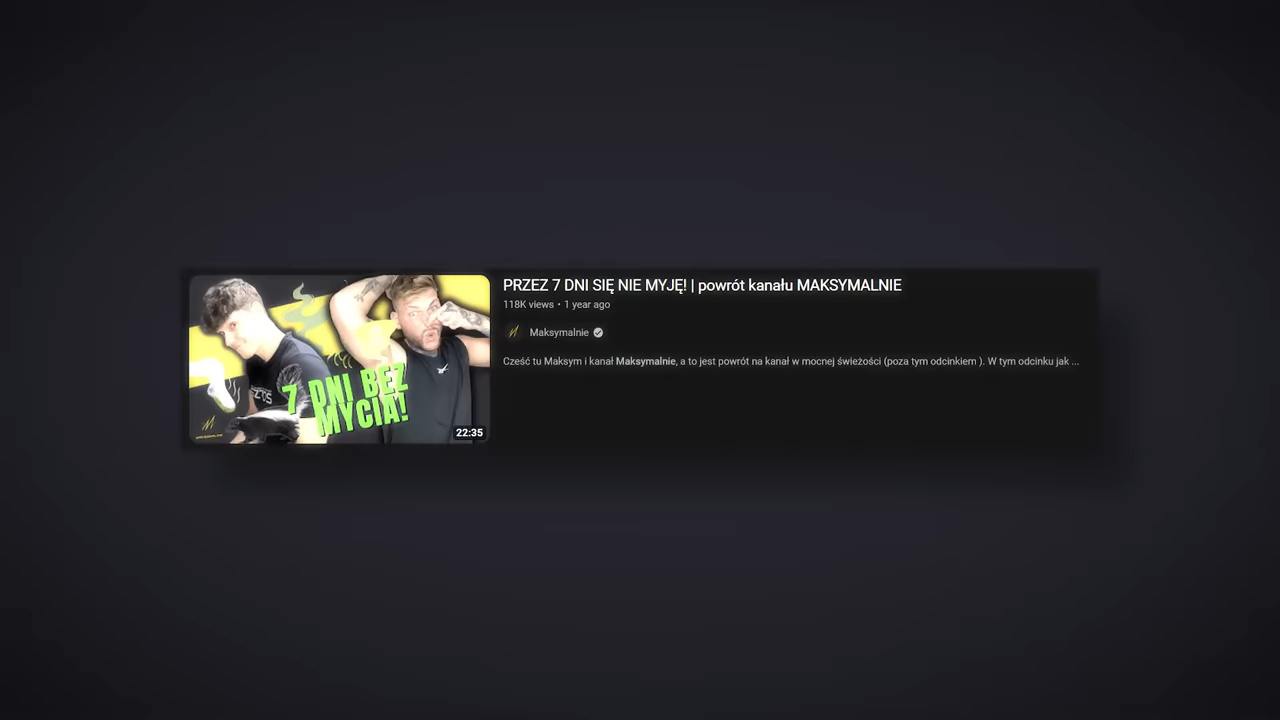 PRZEZ 7 DNI SIĘ NIE MYJĘ! | powrót kanału MAKSYMALNIE
118K views • 1 year ago
Maksymalnie
Cześć tu Maksym i kanał Maksymalnie, a to jest powrót na kanał w mocnej świeżości (poza tym odcinkiem ). W tym odcinku jak ...
7 DNI BEZ
MYCIA!
22:35